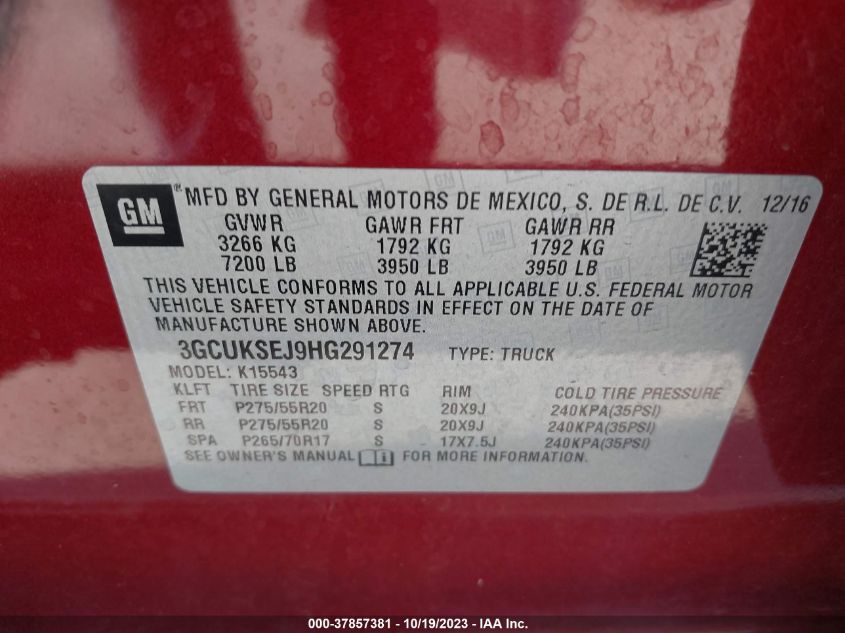 GM® MFD BY GENERAL MOTORS DE MEXICO, S. DE R.L. DE C.V. 12/16
GVWR GAWR FRT GAWR RR
3266 KG 1792 KG 1792 KG
7200 LB 3950 LB 3950 LB
THIS VEHICLE CONFORMS TO ALL APPLICABLE U.S. FEDERAL MOTOR
VEHICLE SAFETY STANDARDS IN EFFECT ON THE DATE OF
MANUFACTURE SHOWN ABOVE.
3GCUKSEJ9HG291274 TYPE: TRUCK
MODEL: K15543
KLFT TIRE SIZE SPEED RTG RIM COLD TIRE PRESSURE
FRT P275/55R20 S 20X9J 240KPA(35PSI)
RR P275/55R20 S 20X9J 240KPA(35PSI)
SPA P265/70R17 S 17X7.5J 240KPA(35PSI)
SEE OWNER'S MANUAL FOR MORE INFORMATION.
000-37857381 - 10/19/2023 - IAA Inc.